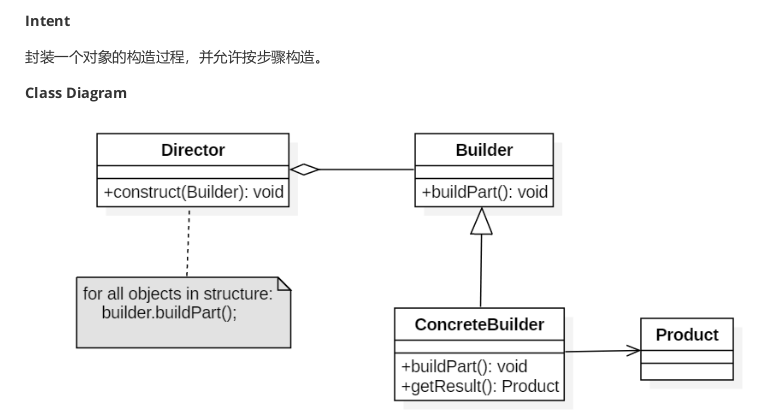 Intent
封装一个对象的构造过程，并允许按步骤构造。
Class Diagram
Director
+construct(Builder): void
Builder
+buildPart(): void
for all objects in structure:
builder.buildPart();
ConcreteBuilder
+buildPart(): void
+getResult(): Product
Product